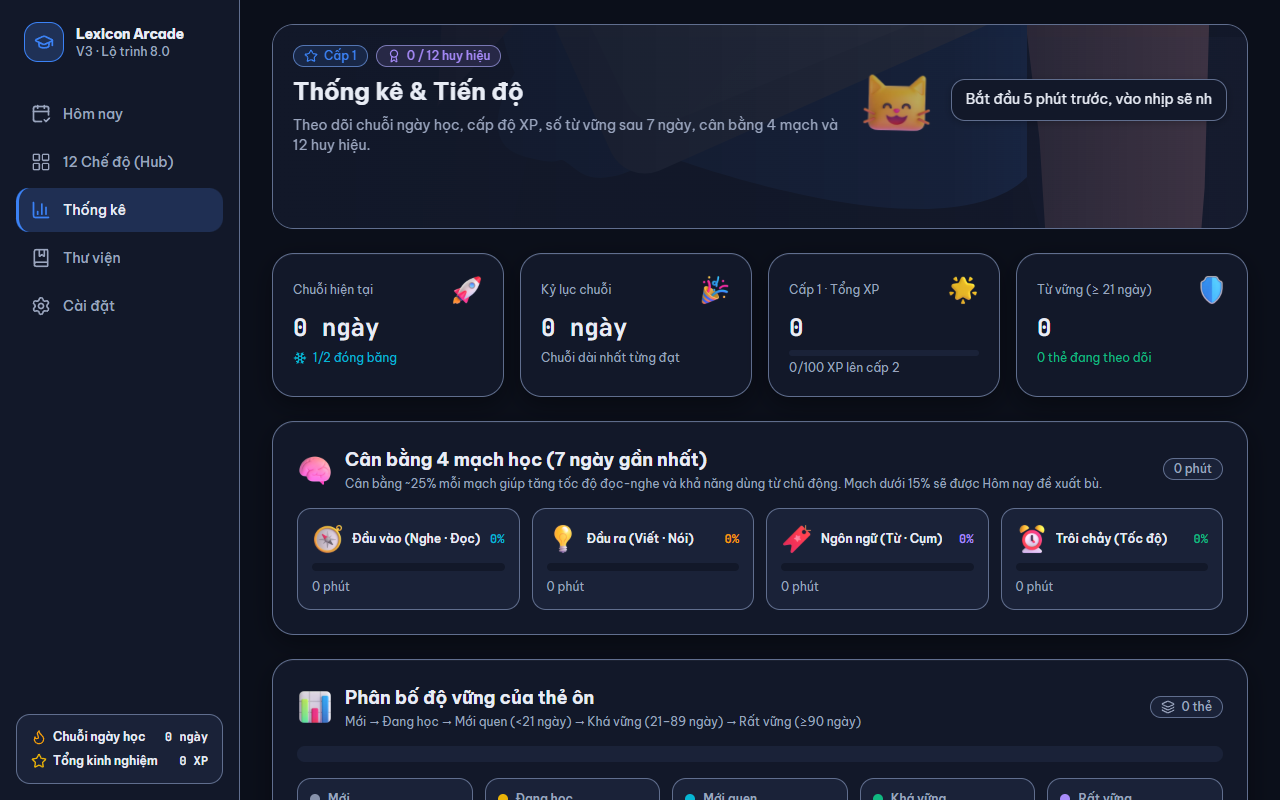 Lexicon Arcade
V3 · Lộ trình 8.0
Hôm nay
12 Chế độ (Hub)
Thống kê
Thư viện
Cài đặt
Chuỗi ngày học 0 ngày
Tổng kinh nghiệm 0 XP
Cấp 1 0 / 12 huy hiệu
Thống kê & Tiến độ
Theo dõi chuỗi ngày học, cấp độ XP, số từ vững sau 7 ngày, cân bằng 4 mạch và
12 huy hiệu.
Bắt đầu 5 phút trước, vào nhịp sẽ nh
Chuỗi hiện tại
0 ngày
1/2 đóng băng
Kỷ lục chuỗi
0 ngày
Chuỗi dài nhất từng đạt
Cấp 1 · Tổng XP
0
0/100 XP lên cấp 2
Từ vững (≥ 21 ngày)
0
0 thẻ đang theo dõi
Cân bằng 4 mạch học (7 ngày gần nhất)
Cân bằng ~25% mỗi mạch giúp tăng tốc độ đọc-nghe và khả năng dùng từ chủ động. Mạch dưới 15% sẽ được Hôm nay đề xuất bù.
0 phút
Đầu vào (Nghe · Đọc) 0%
0 phút
Đầu ra (Viết · Nói) 0%
0 phút
Ngôn ngữ (Từ · Cụm) 0%
0 phút
Trôi chảy (Tốc độ) 0%
0 phút
Phân bố độ vững của thẻ ôn
Mới → Đang học → Mới quen (<21 ngày) → Khá vững (21–89 ngày) → Rất vững (≥90 ngày)
0 thẻ
Mới
Đang học
Mới quen
Khá vững
Rất vững